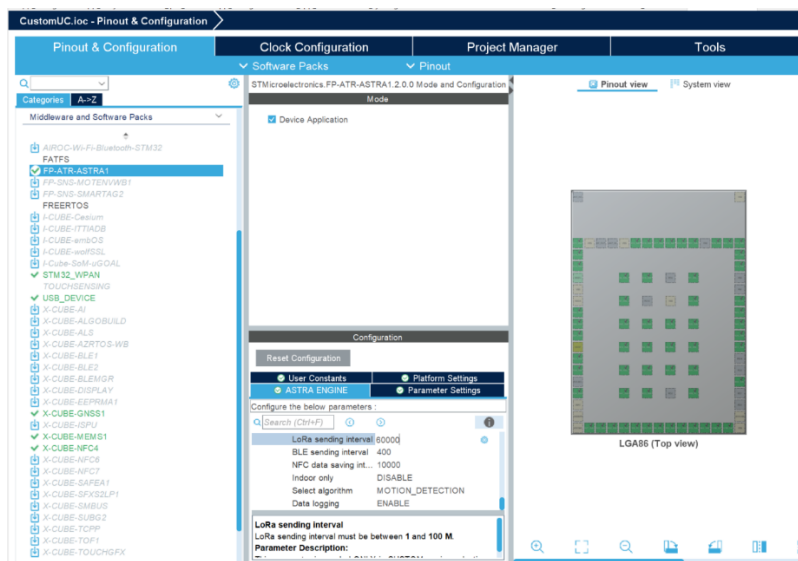 CustomUC.ioc - Pinout & Configuration
Pinout & Configuration
Clock Configuration
Project Manager
Tools
Software Packs
Pinout
Categories A->Z
Middleware and Software Packs
AIROC-Wi-Fi-Bluetooth-STM32
FATFS
FP-ATR-ASTRA1
FP-SNS-MOTENVWB1
FP-SNS-SMARTAG2
FREERTOS
I-CUBE-Cesium
I-CUBE-ITTIADB
I-CUBE-embOS
I-CUBE-wolfSSL
I-Cube-SoM-uGOAL
STM32_WPAN
TOUCHSENSING
USB_DEVICE
X-CUBE-AI
X-CUBE-ALGOBUILD
X-CUBE-ALS
X-CUBE-AZRTOS-WB
X-CUBE-BLE1
X-CUBE-BLE2
X-CUBE-BLEMGR
X-CUBE-DISPLAY
X-CUBE-EEPRMA1
X-CUBE-GNSS1
X-CUBE-ISPU
X-CUBE-MEMS1
X-CUBE-NFC4
X-CUBE-NFC6
X-CUBE-NFC7
X-CUBE-SAFEA1
X-CUBE-SFXS2LP1
X-CUBE-SMBUS
X-CUBE-SUBG2
X-CUBE-TCPP
X-CUBE-TOF1
X-CUBE-TOUCHGFX
STMicroelectronics.FP-ATR-ASTRA1.2.0.0 Mode and Configuration
Mode
Device Application
Configuration
Reset Configuration
User Constants
Platform Settings
ASTRA ENGINE
Parameter Settings
Configure the below parameters :
Search (Ctrl+F)
LoRa sending interval 60000
BLE sending interval 400
NFC data saving int... 10000
Indoor only DISABLE
Select algorithm MOTION_DETECTION
Data logging ENABLE
LoRa sending interval
LoRa sending interval must be between 1 and 100 M.
Parameter Description:
Pinout view
System view
LGA86 (Top view)